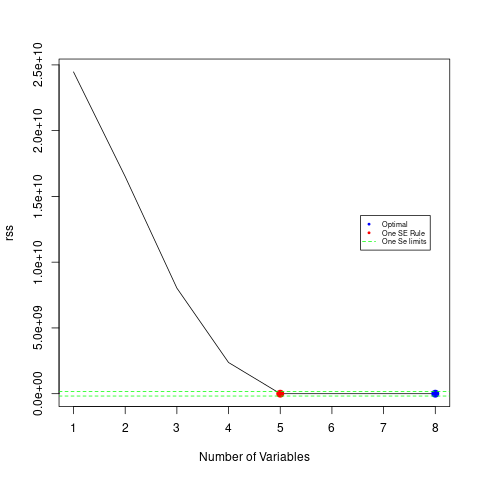 2.5e+10
2.0e+10
1.5e+10
1.0e+10
5.0e+09
0.0e+00
rss
Optimal
One SE Rule
One Se limits
1 2 3 4 5 6 7 8
Number of Variables